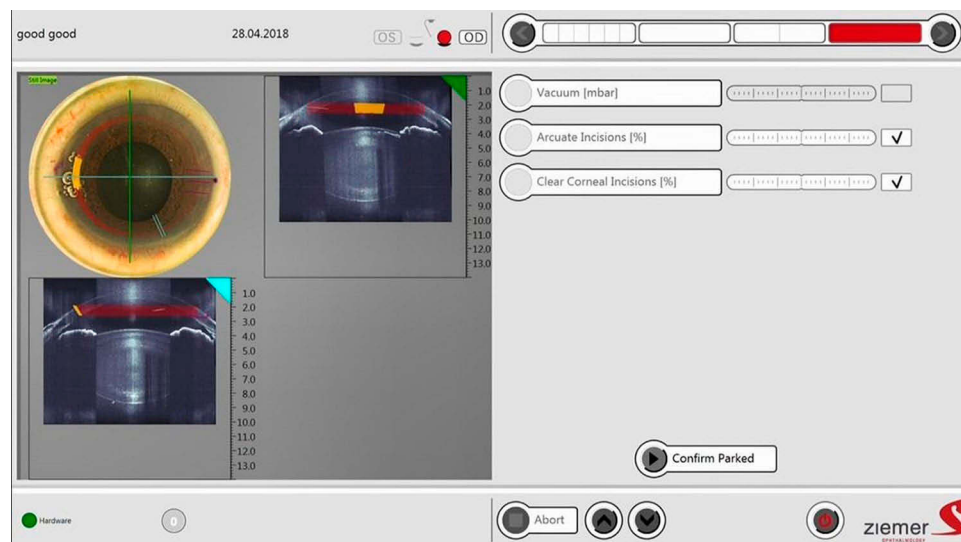 good good
28.04.2018
OS
OD
Still Image
1.0
2.0
3.0
4.0
5.0
6.0
7.0
8.0
9.0
10.0
11.0
12.0
13.0
Vacuum [mbar]
Arcuate Incisions [%]
Clear Corneal Incisions [%]
1.0
2.0
3.0
4.0
5.0
6.0
7.0
8.0
9.0
10.0
11.0
12.0
13.0
Confirm Parked
Hardware
0
Abort
zıemer
OPHTHALMOLOGY